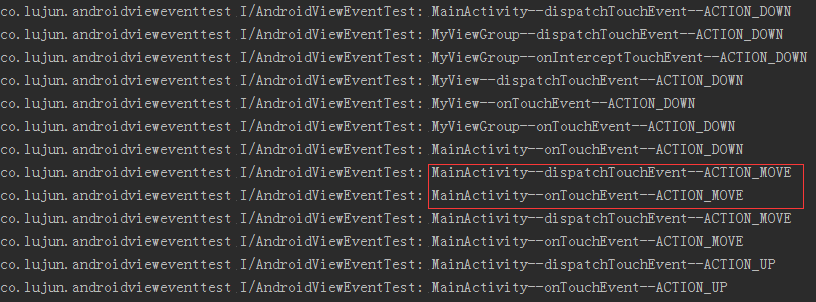 co.lujun.androidvieweventtest I/AndroidViewEventTest: MainActivity--dispatchTouchEvent--ACTION_DOWN
co.lujun.androidvieweventtest I/AndroidViewEventTest: MyViewGroup--dispatchTouchEvent--ACTION_DOWN
co.lujun.androidvieweventtest I/AndroidViewEventTest: MyViewGroup--onInterceptTouchEvent--ACTION_DOWN
co.lujun.androidvieweventtest I/AndroidViewEventTest: MyView--dispatchTouchEvent--ACTION_DOWN
co.lujun.androidvieweventtest I/AndroidViewEventTest: MyView--onTouchEvent--ACTION_DOWN
co.lujun.androidvieweventtest I/AndroidViewEventTest: MyViewGroup--onTouchEvent--ACTION_DOWN
co.lujun.androidvieweventtest I/AndroidViewEventTest: MainActivity--onTouchEvent--ACTION_DOWN
co.lujun.androidvieweventtest I/AndroidViewEventTest: MainActivity--dispatchTouchEvent--ACTION_MOVE
co.lujun.androidvieweventtest I/AndroidViewEventTest: MainActivity--onTouchEvent--ACTION_MOVE
co.lujun.androidvieweventtest I/AndroidViewEventTest: MainActivity--dispatchTouchEvent--ACTION_MOVE
co.lujun.androidvieweventtest I/AndroidViewEventTest: MainActivity--onTouchEvent--ACTION_MOVE
co.lujun.androidvieweventtest I/AndroidViewEventTest: MainActivity--dispatchTouchEvent--ACTION_UP
co.lujun.androidvieweventtest I/AndroidViewEventTest: MainActivity--onTouchEvent--ACTION_UP